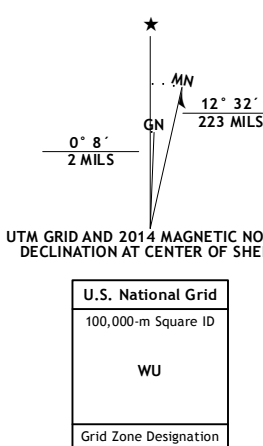 ★
MN
GN
12° 32´
223 MILS
0° 8´
2 MILS
UTM GRID AND 2014 MAGNETIC NO
DECLINATION AT CENTER OF SHE
U.S. National Grid
100,000-m Square ID
WU
Grid Zone Designation